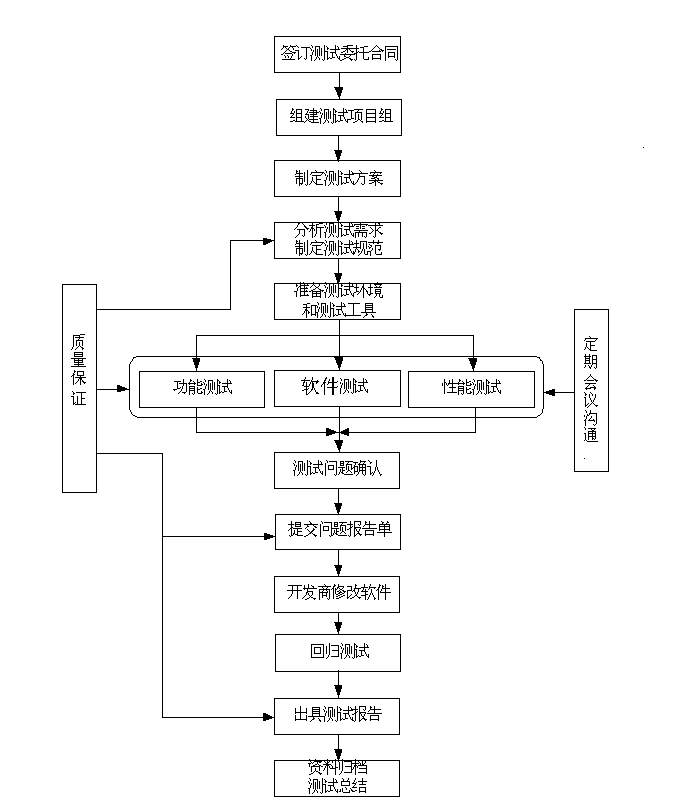 签订测试委托合同
组建测试项目组
制定测试方案
分析测试需求
制定测试规范
准备测试环境
和测试工具
质量保证
定期会议沟通
功能测试
软件测试
性能测试
测试问题确认
提交问题报告单
开发商修改软件
回归测试
出具测试报告
资料归档
测试总结